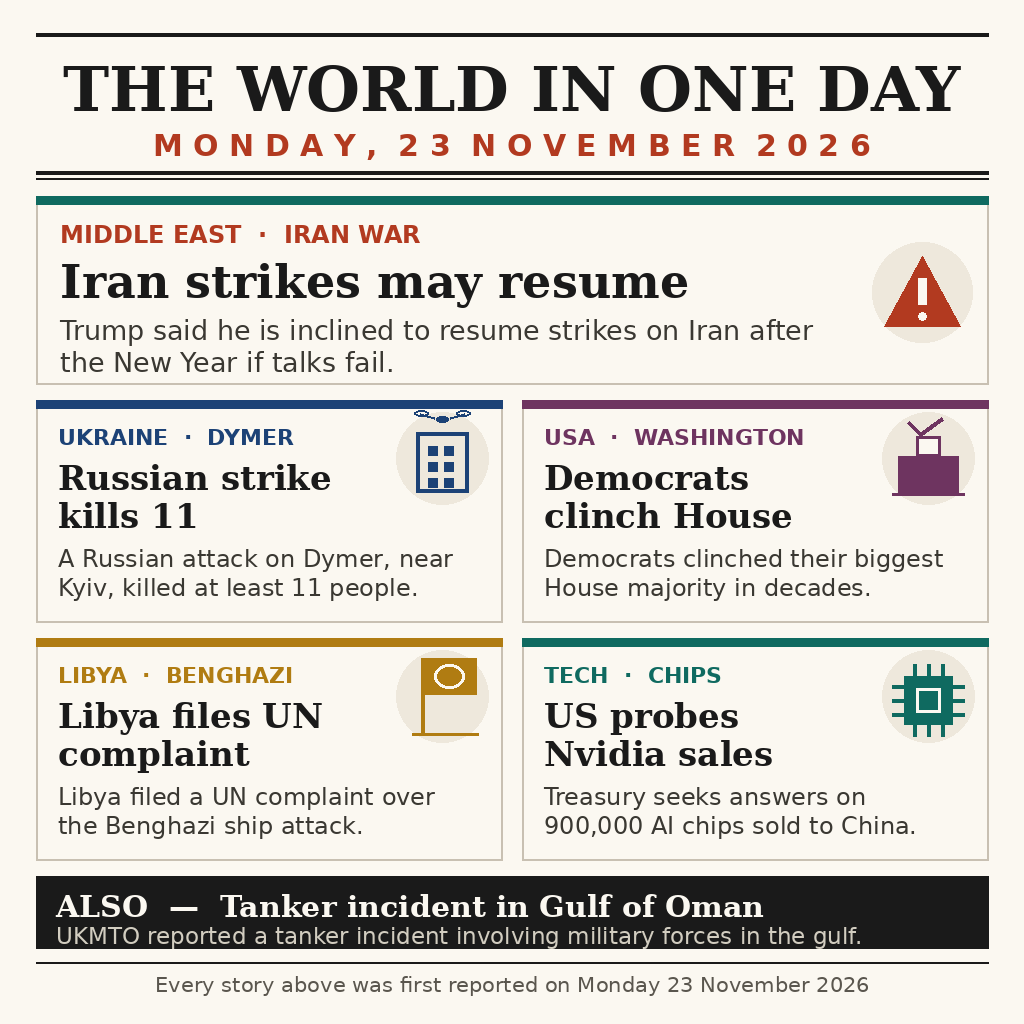 THE WORLD IN ONE DAY
MONDAY, 23 NOVEMBER 2026
MIDDLE EAST · IRAN WAR
Iran strikes may resume
Trump said he is inclined to resume strikes on Iran after
the New Year if talks fail.
UKRAINE · DYMER
Russian strike
kills 11
A Russian attack on Dymer, near
Kyiv, killed at least 11 people.
USA · WASHINGTON
Democrats
clinch House
Democrats clinched their biggest
House majority in decades.
LIBYA · BENGHAZI
Libya files UN
complaint
Libya filed a UN complaint over
the Benghazi ship attack.
TECH · CHIPS
US probes
Nvidia sales
Treasury seeks answers on
900,000 AI chips sold to China.
ALSO — Tanker incident in Gulf of Oman
UKMTO reported a tanker incident involving military forces in the gulf.
Every story above was first reported on Monday 23 November 2026